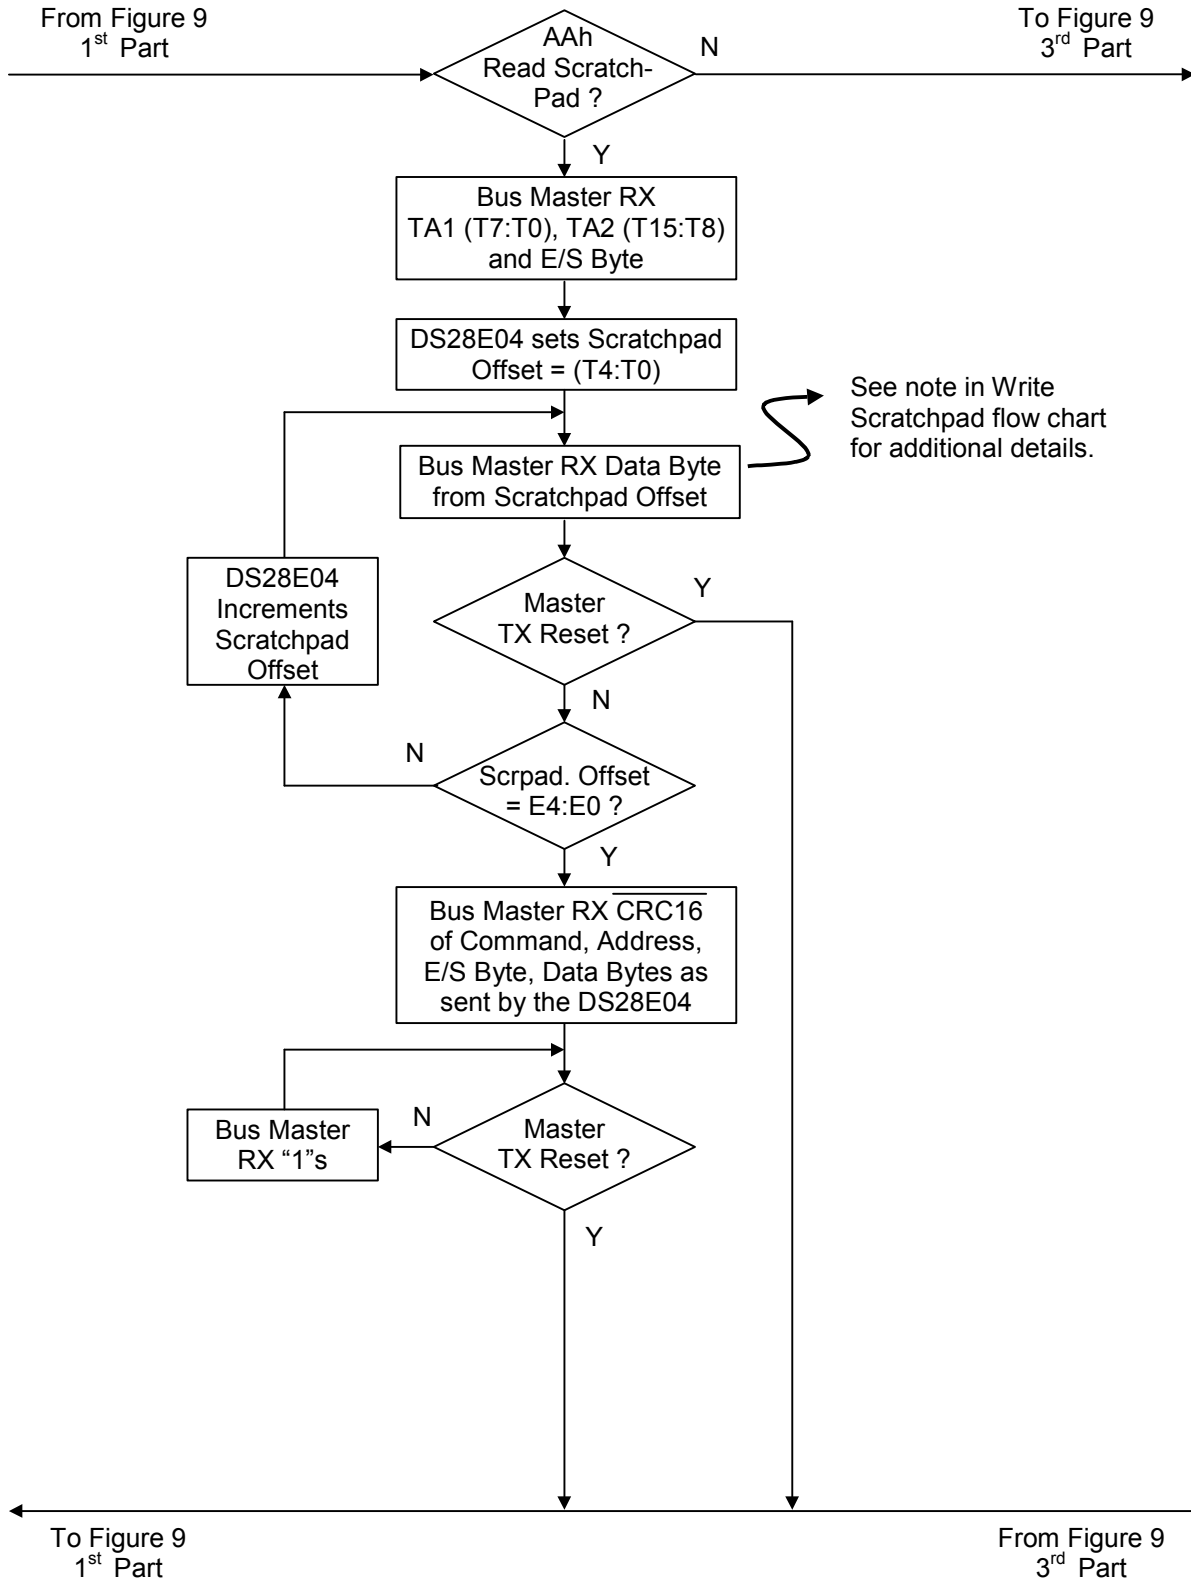 From Figure 9
1st Part
To Figure 9
3rd Part
AAh
Read Scratch-
Pad ?
N
Y
Bus Master RX
TA1 (T7:T0), TA2 (T15:T8)
and E/S Byte
DS28E04 sets Scratchpad
Offset = (T4:T0)
See note in Write
Scratchpad flow chart
for additional details.
Bus Master RX Data Byte
from Scratchpad Offset
DS28E04
Increments
Scratchpad
Offset
Master
TX Reset ?
Y
N
N
Scrpad. Offset
= E4:E0 ?
Y
Bus Master RX CRC16
of Command, Address,
E/S Byte, Data Bytes as
sent by the DS28E04
Bus Master
RX “1”s
N
Master
TX Reset ?
Y
To Figure 9
1st Part
From Figure 9
3rd Part